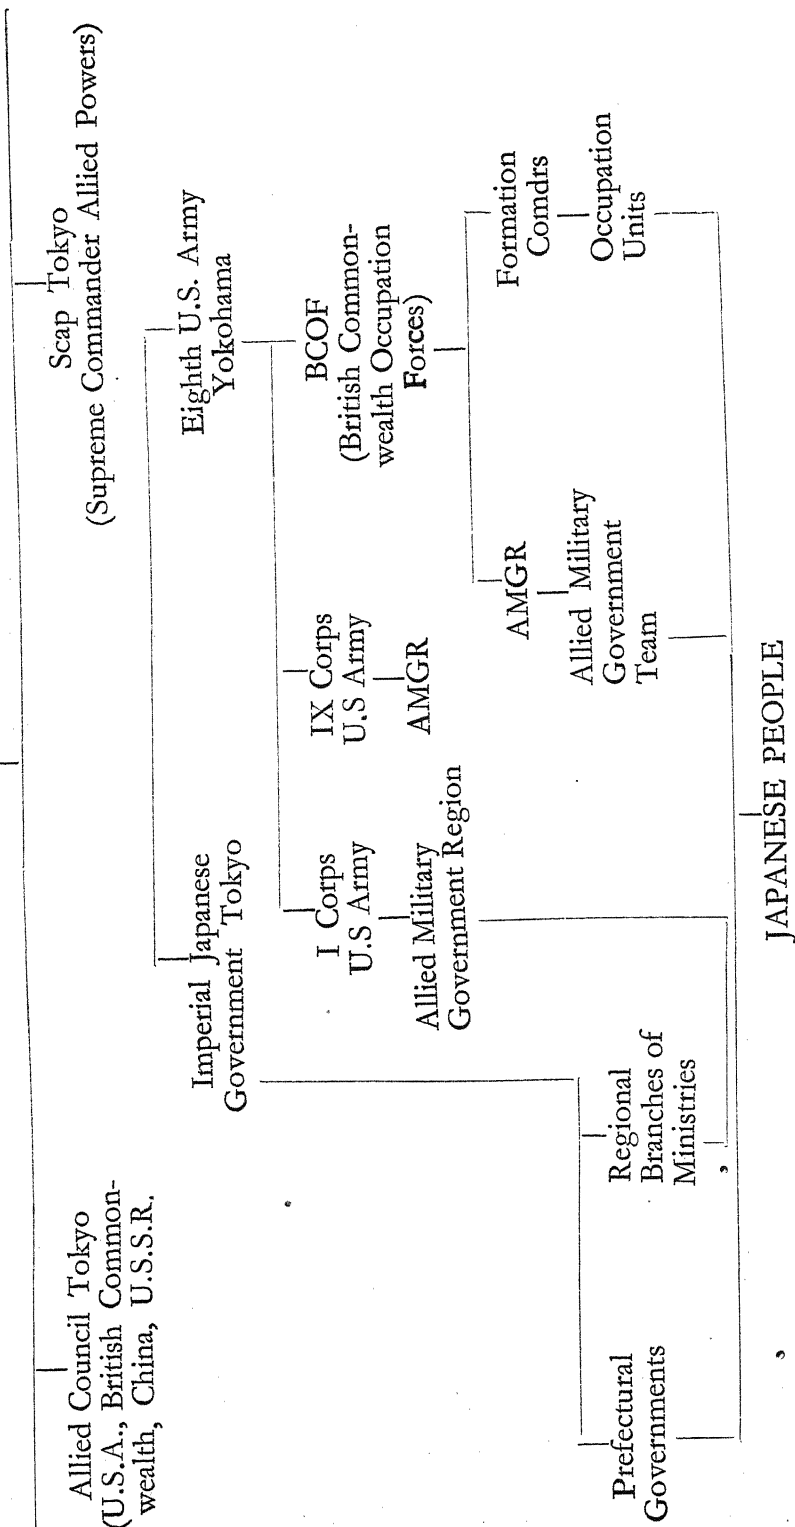 Allied Council Tokyo
(U.S.A., British Common-
wealth, China, U.S.S.R.
Scap Tokyo
(Supreme Commander Allied Powers)
Imperial Japanese
Government Tokyo
Eighth U.S. Army
Yokohama
I Corps
U.S Army
Allied Military
Government Region
IX Corps
U.S Army
AMGR
BCOF
(British Common-
wealth Occupation
Forces)
AMGR
Allied Military
Government
Team
Formation
Comdrs
Occupation
Units
Prefectural
Governments
Regional
Branches of
Ministries
JAPANESE PEOPLE